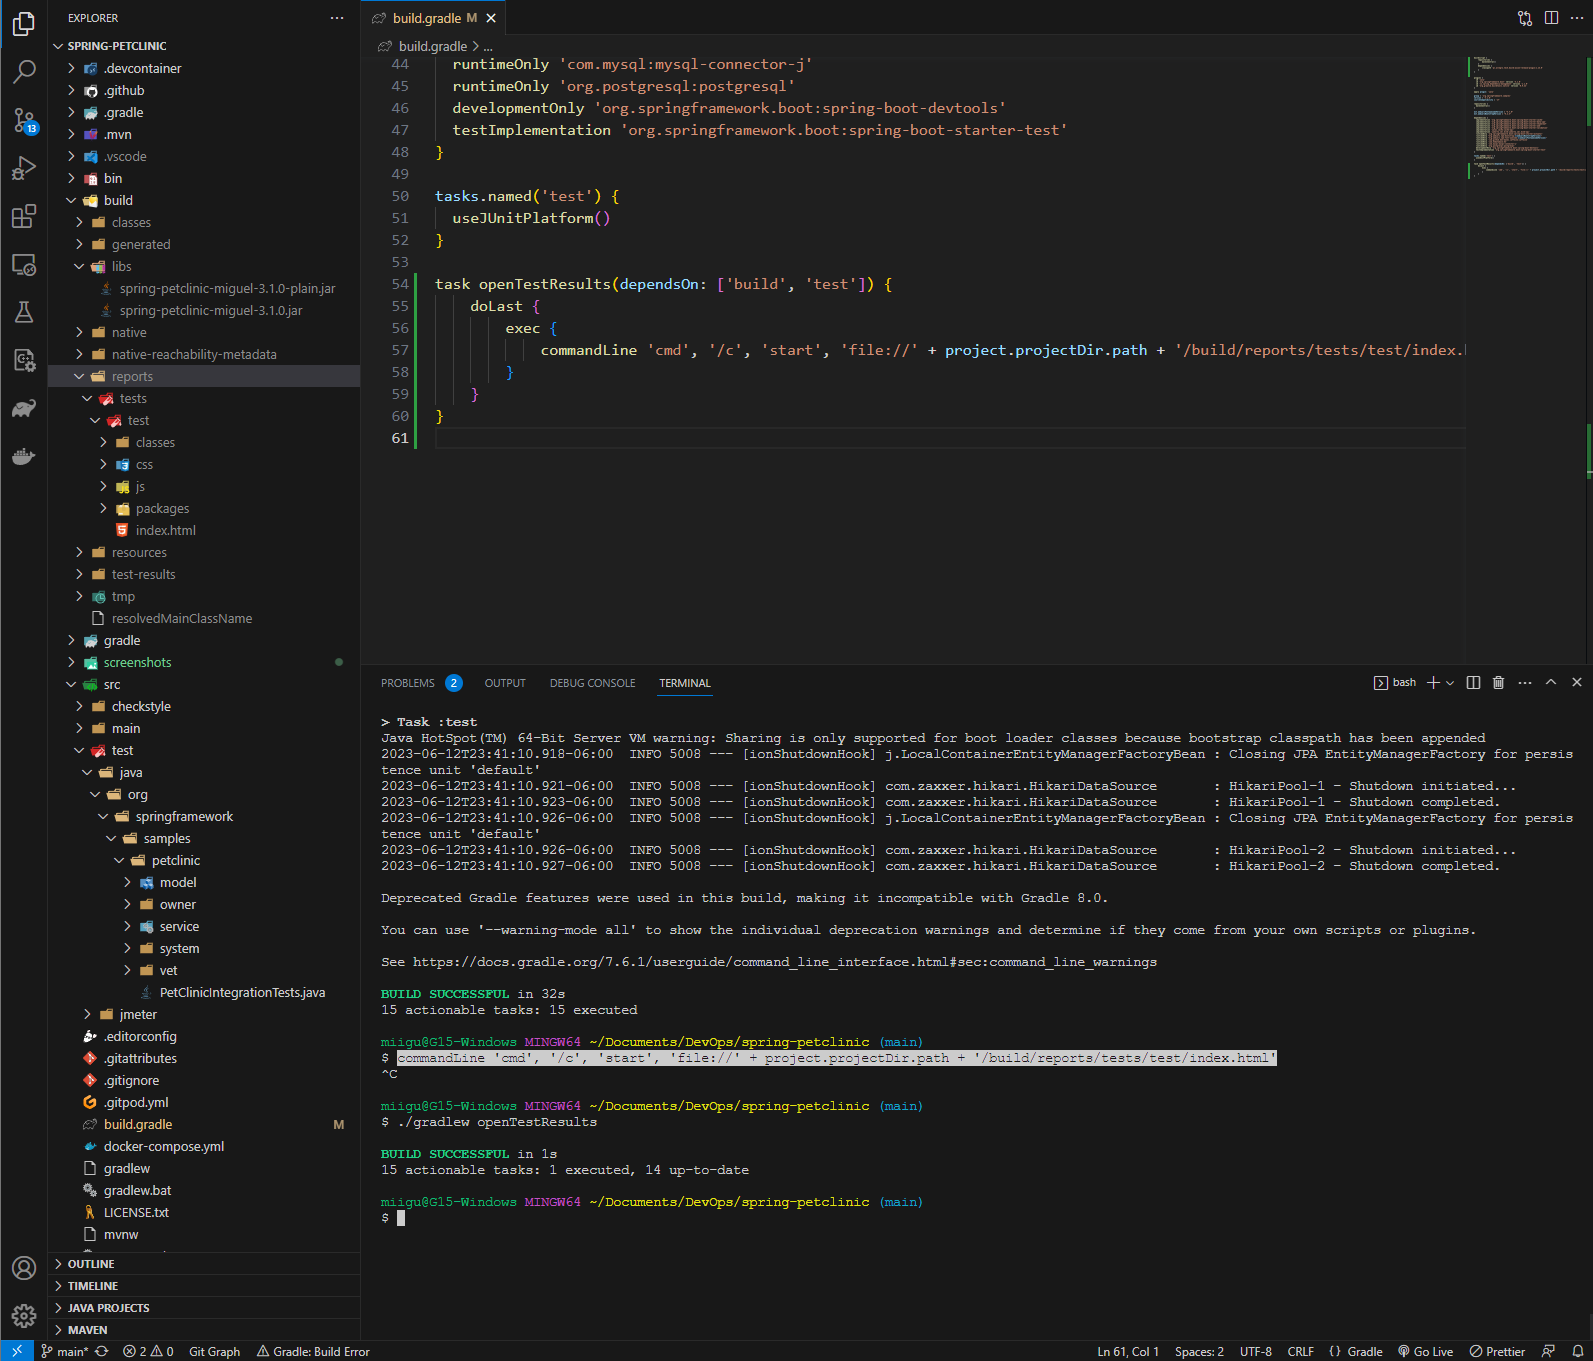 EXPLORER
SPRING-PETCLINIC
.devcontainer
.github
.gradle
.mvn
.vscode
bin
build
classes
generated
libs
spring-petclinic-miguel-3.1.0-plain.jar
spring-petclinic-miguel-3.1.0.jar
native
native-reachability-metadata
reports
tests
test
classes
css
js
packages
index.html
resources
test-results
tmp
resolvedMainClassName
gradle
screenshots
src
checkstyle
main
test
java
org
springframework
samples
petclinic
model
owner
service
system
vet
PetClinicIntegrationTests.java
jmeter
.editorconfig
.gitattributes
.gitignore
.gitpod.yml
build.gradle M
docker-compose.yml
gradlew
gradlew.bat
LICENSE.txt
mvnw
OUTLINE
TIMELINE
JAVA PROJECTS
MAVEN
13
build.gradle M
build.gradle > ...
44 runtimeOnly 'com.mysql:mysql-connector-j'
45 runtimeOnly 'org.postgresql:postgresql'
46 developmentOnly 'org.springframework.boot:spring-boot-devtools'
47 testImplementation 'org.springframework.boot:spring-boot-starter-test'
48 }
49
50 tasks.named('test') {
51 useJUnitPlatform()
52 }
53
54 task openTestResults(dependsOn: ['build', 'test']) {
55 doLast {
56 exec {
57 commandLine 'cmd', '/c', 'start', 'file://' + project.projectDir.path + '/build/reports/tests/test/index.
58 }
59 }
60 }
61
PROBLEMS 2 OUTPUT DEBUG CONSOLE TERMINAL bash
> Task :test
Java HotSpot(TM) 64-Bit Server VM warning: Sharing is only supported for boot loader classes because bootstrap classpath has been appended
2023-06-12T23:41:10.918-06:00  INFO 5008 --- [ionShutdownHook] j.LocalContainerEntityManagerFactoryBean : Closing JPA EntityManagerFactory for persis
tence unit 'default'
2023-06-12T23:41:10.921-06:00  INFO 5008 --- [ionShutdownHook] com.zaxxer.hikari.HikariDataSource       : HikariPool-1 - Shutdown initiated...
2023-06-12T23:41:10.923-06:00  INFO 5008 --- [ionShutdownHook] com.zaxxer.hikari.HikariDataSource       : HikariPool-1 - Shutdown completed.
2023-06-12T23:41:10.926-06:00  INFO 5008 --- [ionShutdownHook] j.LocalContainerEntityManagerFactoryBean : Closing JPA EntityManagerFactory for persis
tence unit 'default'
2023-06-12T23:41:10.926-06:00  INFO 5008 --- [ionShutdownHook] com.zaxxer.hikari.HikariDataSource       : HikariPool-2 - Shutdown initiated...
2023-06-12T23:41:10.927-06:00  INFO 5008 --- [ionShutdownHook] com.zaxxer.hikari.HikariDataSource       : HikariPool-2 - Shutdown completed.
Deprecated Gradle features were used in this build, making it incompatible with Gradle 8.0.
You can use '--warning-mode all' to show the individual deprecation warnings and determine if they come from your own scripts or plugins.
See https://docs.gradle.org/7.6.1/userguide/command_line_interface.html#sec:command_line_warnings
BUILD SUCCESSFUL in 32s
15 actionable tasks: 15 executed
miigu@G15-Windows MINGW64 ~/Documents/DevOps/spring-petclinic (main)
$ commandLine 'cmd', '/c', 'start', 'file://' + project.projectDir.path + '/build/reports/tests/test/index.html'
^C
miigu@G15-Windows MINGW64 ~/Documents/DevOps/spring-petclinic (main)
$ ./gradlew openTestResults
BUILD SUCCESSFUL in 1s
15 actionable tasks: 1 executed, 14 up-to-date
miigu@G15-Windows MINGW64 ~/Documents/DevOps/spring-petclinic (main)
$
main* 2 0 Git Graph Gradle: Build Error Ln 61, Col 1 Spaces: 2 UTF-8 CRLF {} Gradle Go Live Prettier